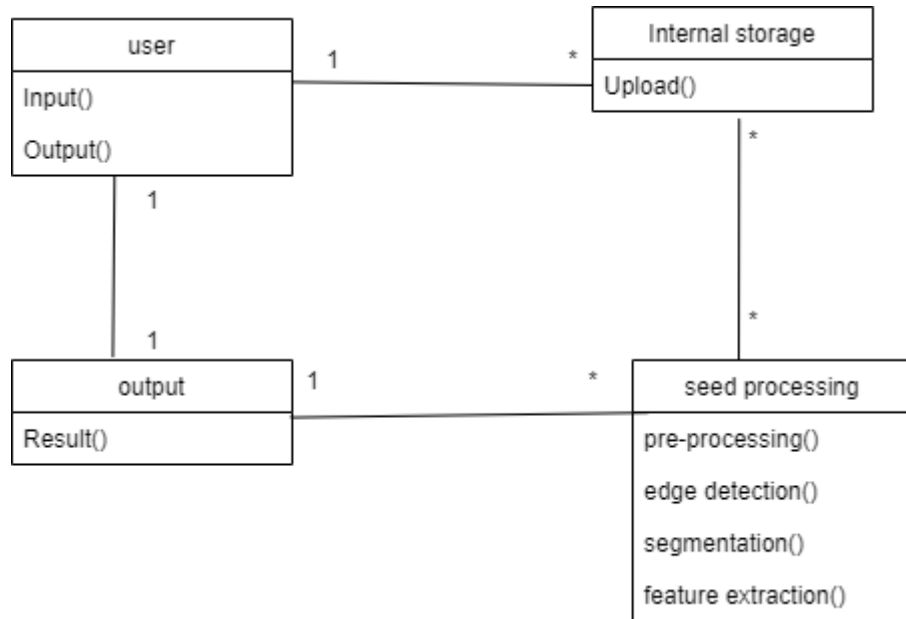 user
Input()
Output()
1
*
Internal storage
Upload()
*
*
1
1
output
Result()
1
*
seed processing
pre-processing()
edge detection()
segmentation()
feature extraction()